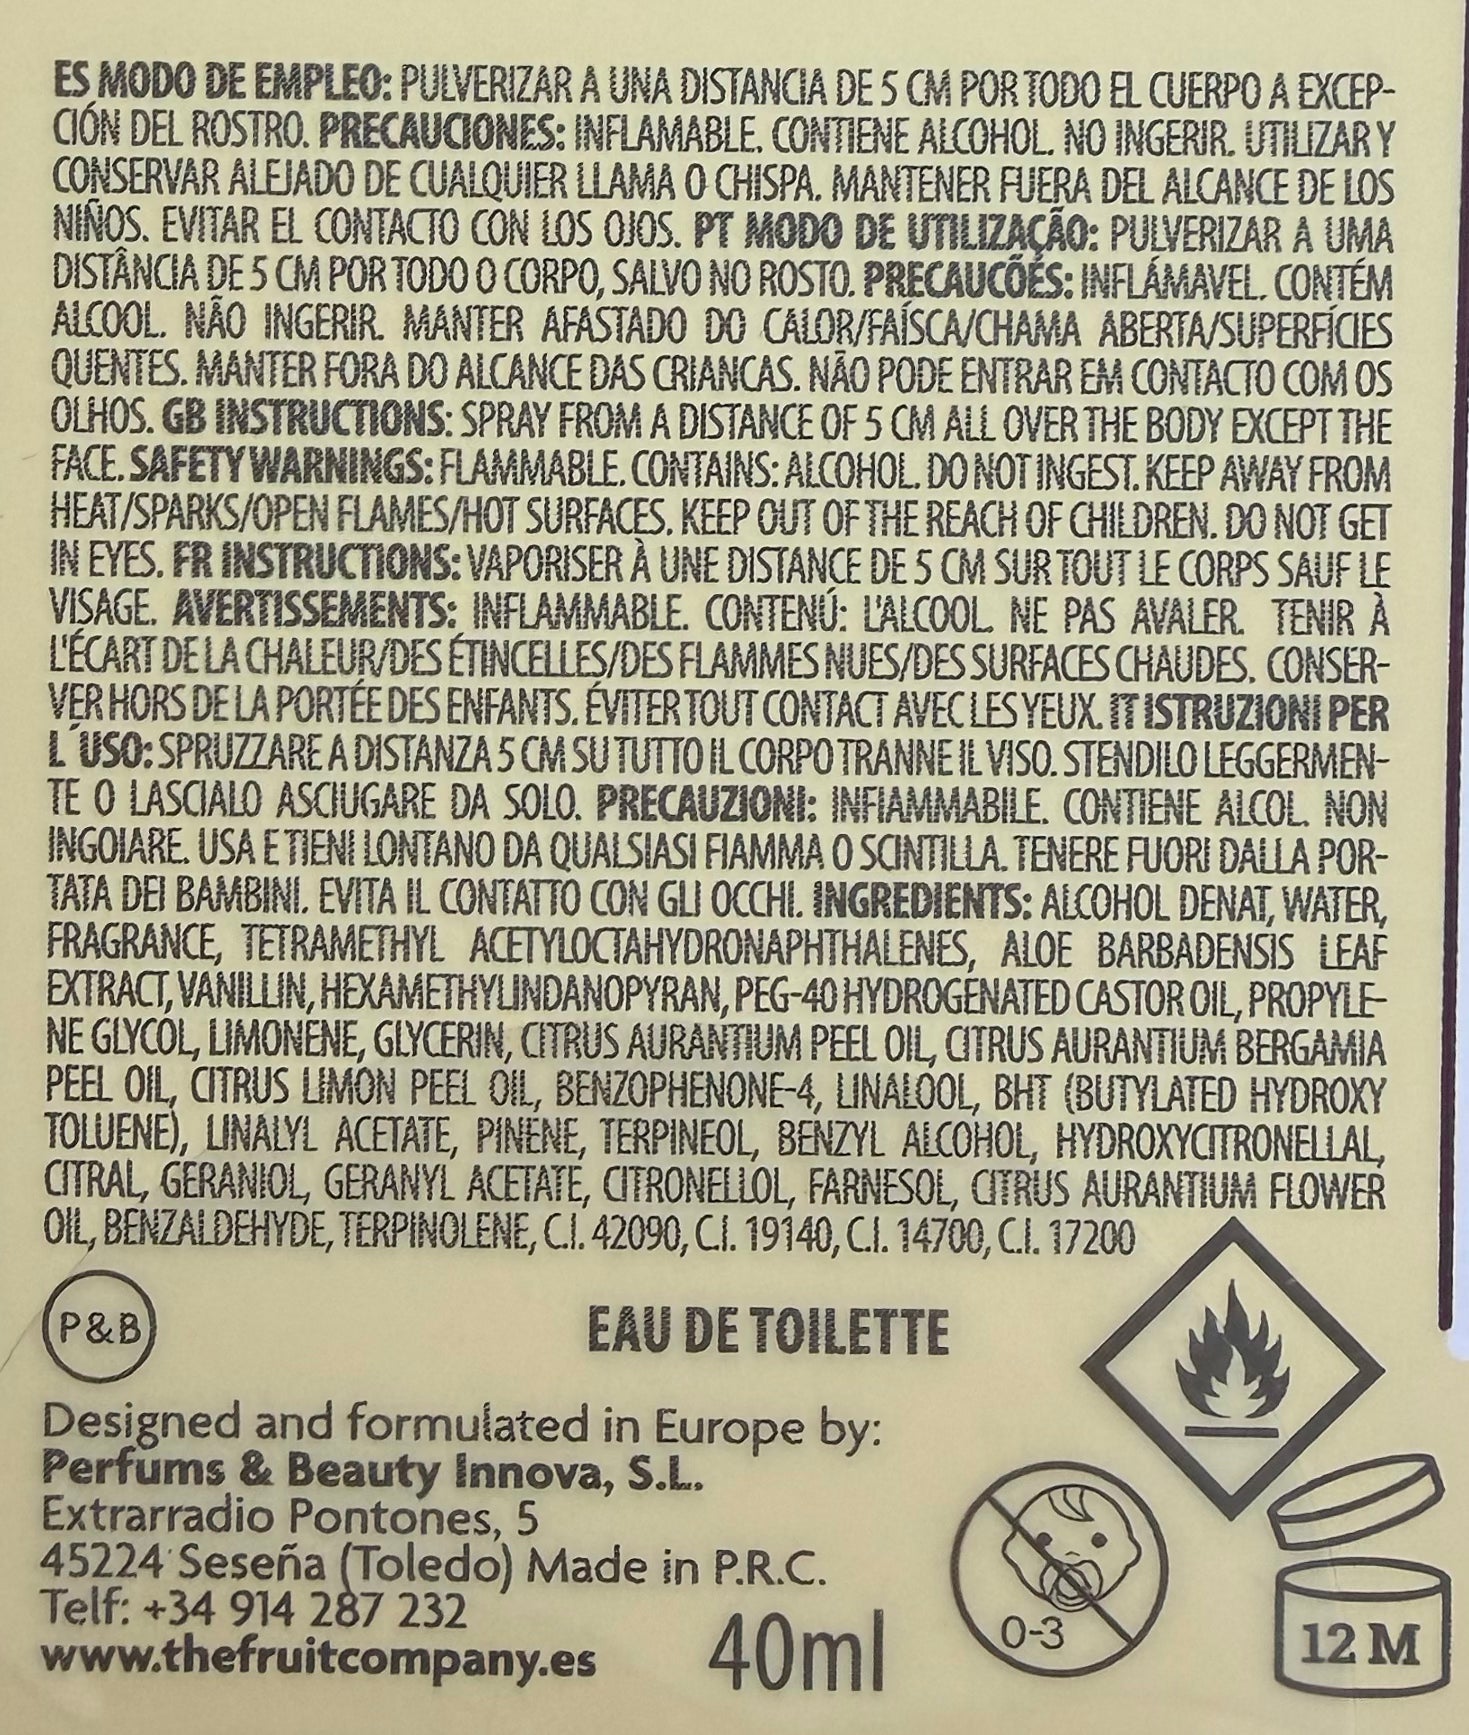 ES MODO DE EMPLEO: PULVERIZAR A UNA DISTANCIA DE 5 CM POR TODO EL CUERPO A EXCEP-
CIÓN DEL ROSTRO. PRECAUCIONES: INFLAMABLE. CONTIENE ALCOHOL. NO INGERIR. UTILIZAR Y
CONSERVAR ALEJADO DE CUALQUIER LLAMA O CHISPA. MANTENER FUERA DEL ALCANCE DE LOS
NIÑOS. EVITAR EL CONTACTO CON LOS OJOS. PT MODO DE UTILIZAÇÃO: PULVERIZAR A UMA
DISTÂNCIA DE 5 CM POR TODO O CORPO, SALVO NO ROSTO. PRECAUCÕÉS: INFLÁMAVEL. CONTÉM
ALCOOL. NÃO INGERIR. MANTER AFASTADO DO CALOR/FAÍSCA/CHAMA ABERTA/SUPERFÍCIES
QUENTES. MANTER FORA DO ALCANCE DAS CRIANCAS. NÃO PODE ENTRAR EM CONTACTO COM OS
OLHOS. GB INSTRUCTIONS: SPRAY FROM A DISTANCE OF 5 CM ALL OVER THE BODY EXCEPT THE
FACE. SAFETY WARNINGS: FLAMMABLE. CONTAINS: ALCOHOL. DO NOT INGEST. KEEP AWAY FROM
HEAT/SPARKS/OPEN FLAMES/HOT SURFACES. KEEP OUT OF THE REACH OF CHILDREN. DO NOT GET
IN EYES. FR INSTRUCTIONS: VAPORISER À UNE DISTANCE DE 5 CM SUR TOUT LE CORPS SAUF LE
VISAGE. AVERTISSEMENTS: INFLAMMABLE. CONTENÚ: L'ALCOOL. NE PAS AVALER. TENIR À
L'ÉCART DE LA CHALEUR/DES ÉTINCELLES/DES FLAMMES NUES/DES SURFACES CHAUDES. CONSER-
VER HORS DE LA PORTÉE DES ENFANTS. ÉVITER TOUT CONTACT AVEC LES YEUX. IT ISTRUZIONI PER
L´USO: SPRUZZARE A DISTANZA 5 CM SU TUTTO IL CORPO TRANNE IL VISO. STENDILO LEGGERMEN-
TE O LASCIALO ASCIUGARE DA SOLO. PRECAUZIONI: INFIAMMABILE. CONTIENE ALCOL. NON
INGOIARE. USA E TIENI LONTANO DA QUALSIASI FIAMMA O SCINTILLA. TENERE FUORI DALLA POR-
TATA DEI BAMBINI. EVITA IL CONTATTO CON GLI OCCHI. INGREDIENTS: ALCOHOL DENAT, WATER,
FRAGRANCE, TETRAMETHYL ACETYLOCTAHYDRONAPHTHALENES, ALOE BARBADENSIS LEAF
EXTRACT, VANILLIN, HEXAMETHYLINDANOPYRAN, PEG-40 HYDROGENATED CASTOR OIL, PROPYLE-
NE GLYCOL, LIMONENE, GLYCERIN, CITRUS AURANTIUM PEEL OIL, CITRUS AURANTIUM BERGAMIA
PEEL OIL, CITRUS LIMON PEEL OIL, BENZOPHENONE-4, LINALOOL, BHT (BUTYLATED HYDROXY
TOLUENE), LINALYL ACETATE, PINENE, TERPINEOL, BENZYL ALCOHOL, HYDROXYCITRONELLAL,
CITRAL, GERANIOL, GERANYL ACETATE, CITRONELLOL, FARNESOL, CITRUS AURANTIUM FLOWER
OIL, BENZALDEHYDE, TERPINOLENE, C.I. 42090, C.I. 19140, C.I. 14700, C.I. 17200
P&B
EAU DE TOILETTE
Designed and formulated in Europe by:
Perfums & Beauty Innova, S.L.
Extrarradio Pontones, 5
45224 Seseña (Toledo) Made in P.R.C.
Telf: +34 914 287 232
www.thefruitcompany.es
40ml
0-3
12 M